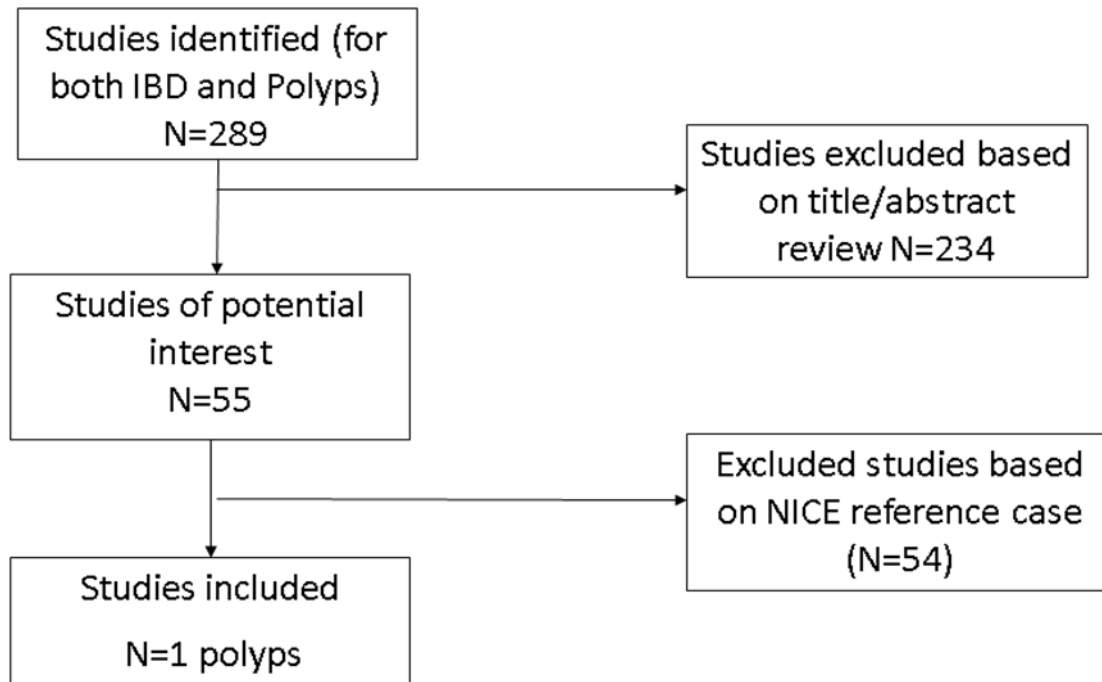 Studies identified (for
both IBD and Polyps)
N=289
Studies excluded based
on title/abstract
review N=234
Studies of potential
interest
N=55
Excluded studies based
on NICE reference case
(N=54)
Studies included
N=1 polyps